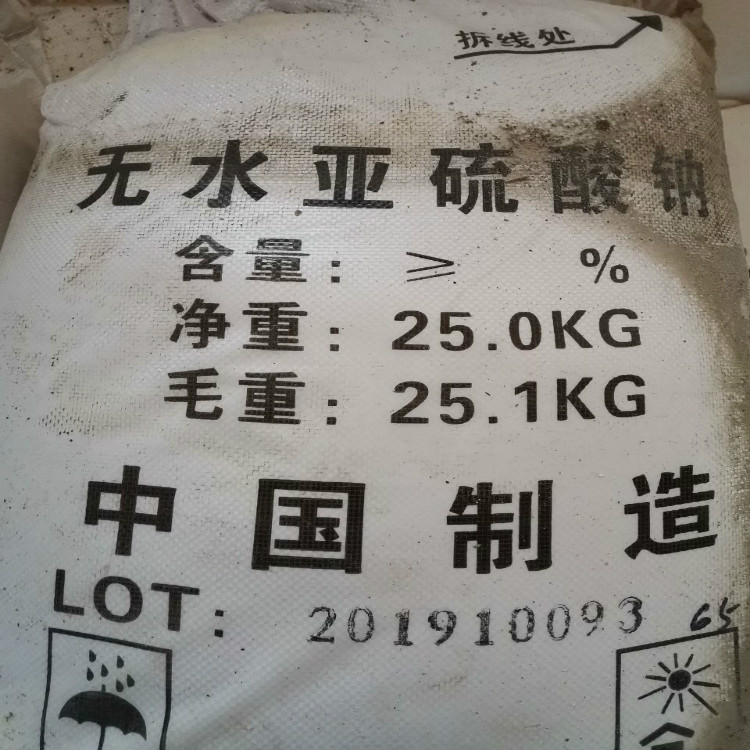 拆线处
无水亚硫酸钠
含量: ≥ %
净重: 25.0KG
毛重: 25.1KG
中国制造
LOT: 201910093 65